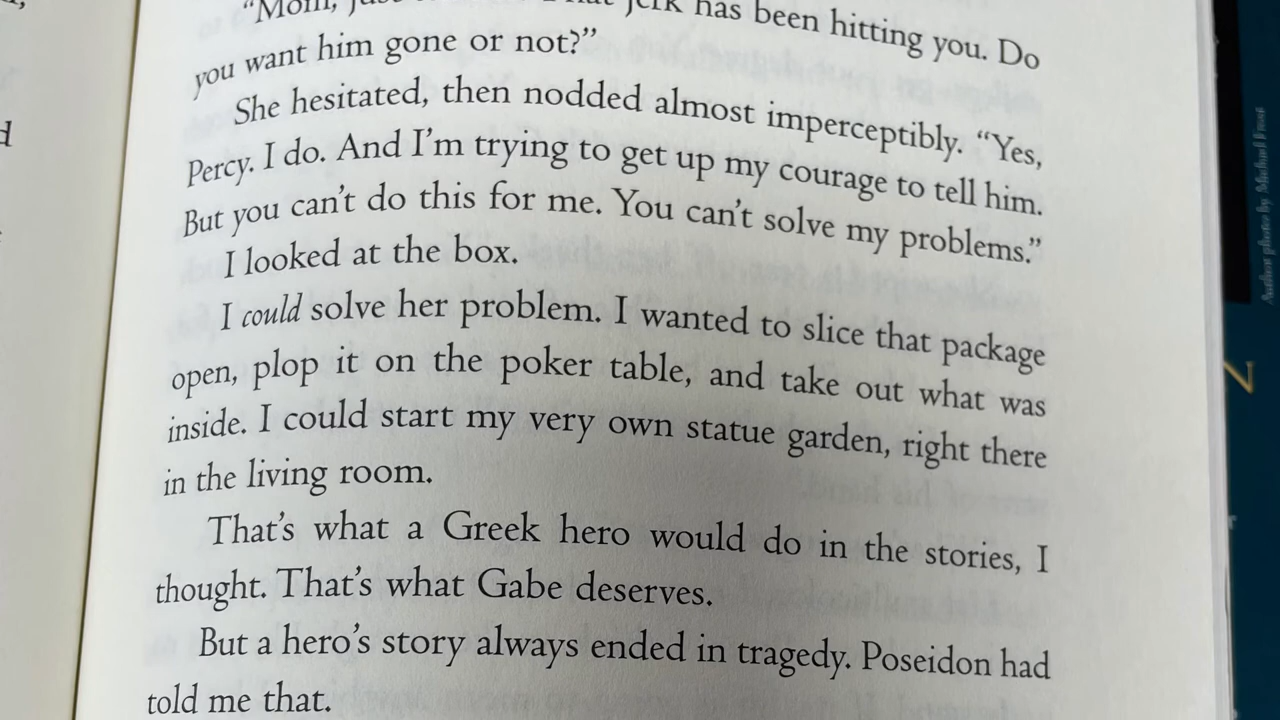 "Mom, has been hitting you. Do
you want him gone or not?"
She hesitated, then nodded almost imperceptibly. "Yes,
Percy. I do. And I'm trying to get up my courage to tell him.
But you can't do this for me. You can't solve my problems."
I looked at the box.
I could solve her problem. I wanted to slice that package
open, plop it on the poker table, and take out what was
inside. I could start my very own statue garden, right there
in the living room.
That's what a Greek hero would do in the stories, I
thought. That's what Gabe deserves.
But a hero's story always ended in tragedy. Poseidon had
told me that.